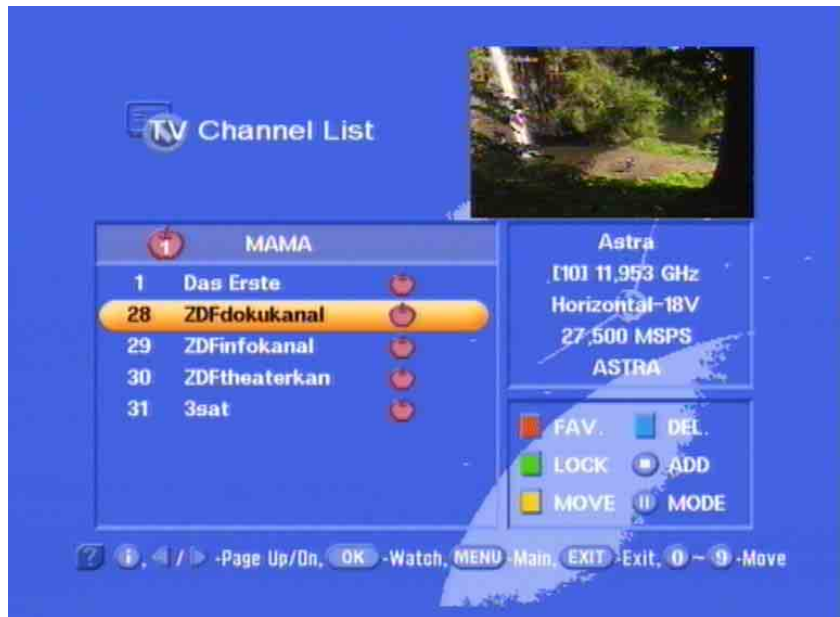 TV Channel List
1 MAMA
1 Das Erste
28 ZDFdokukanal
29 ZDFinfokanal
30 ZDFtheaterkan
31 3sat
Astra
[10] 11,953 GHz
Horizontal-18V
27,500 MSPS
ASTRA
FAV. DEL.
LOCK ADD
MOVE MODE
? i, ◀/▶ -Page Up/Dn, OK -Watch, MENU -Main, EXIT -Exit, 0 ~ 9 -Move